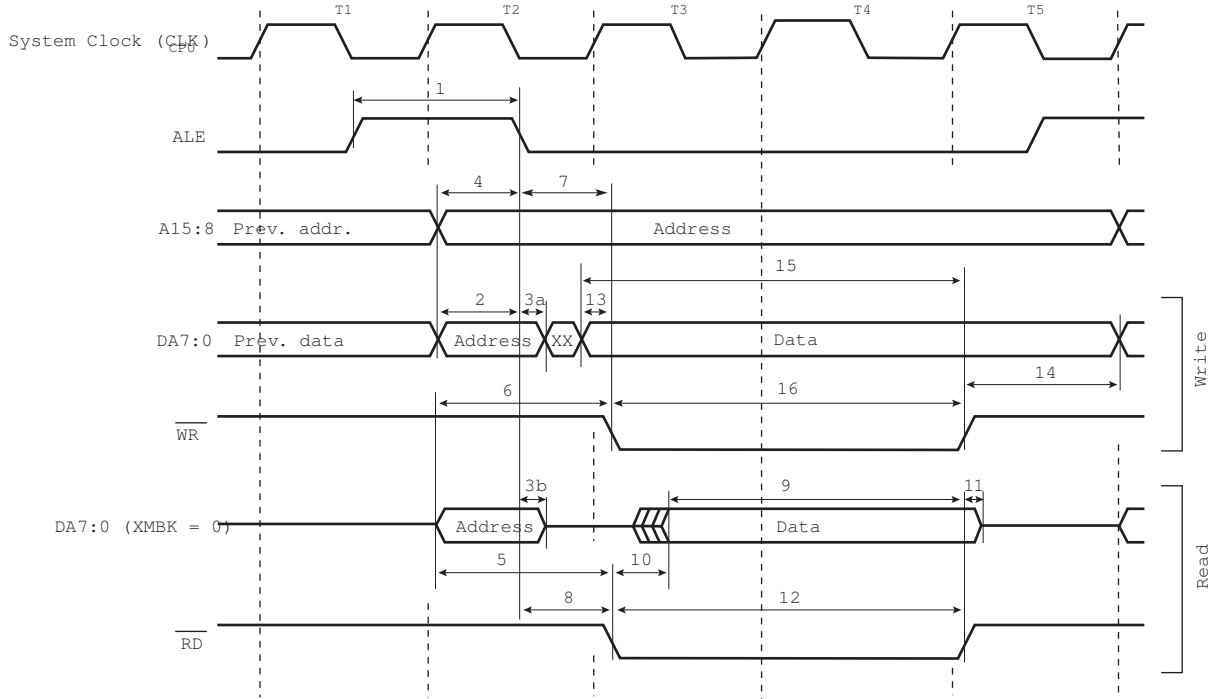 T1 T2 T3 T4 T5
System Clock (CLK CPU)
1
ALE
4 7
A15:8 Prev. addr. Address
15
2 3a 13
DA7:0 Prev. data Address XX Data
14
6 16
WR
Write
3b 9 11
DA7:0 (XMBK = 0) Address Data
5 10
8 12
RD
Read